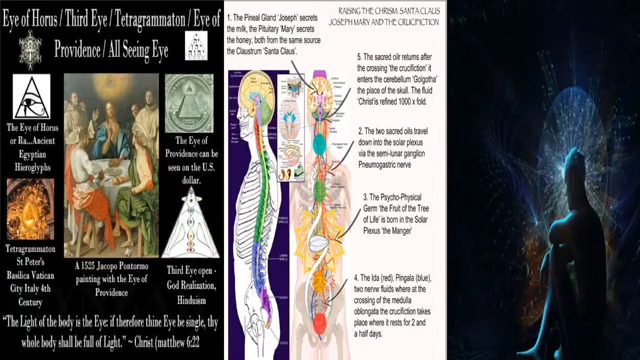 Eye of Horus / Third Eye / Tetragrammaton / Eye of
Providence / All Seeing Eye
The Eye of Horus
or Ra...Ancient
Egyptian
Hieroglyphs
The Eye of
Providence can be
seen on the U.S.
dollar.
Tetragrammaton
St Peter's
Basilica Vatican
City Italy 4th
Century
A 1525 Jacopo Pontormo
painting with the Eye of
Providence
Third Eye open -
God Realization,
Hinduism
“The Light of the body is the Eye: if therefore thine Eye be single, thy
whole body shall be full of Light.” ~ Christ (matthew 6:22
RAISING THE CHRISM: SANTA CLAUS
JOSEPH MARY AND THE CRUCIFICTION
1. The Pineal Gland 'Joseph' secrets
the milk, the Pituitary 'Mary' secrets
the honey, both from the same source
the Claustrum 'Santa Claus'.
5. The sacred oilr returns after
the crossing 'the crucifiction' it
enters the cerebellum 'Golgotha'
the place of the skull. The fluid
'Christ'is refined 1000 x fold.
2. The two sacred oils travel
down into the solar plexus
via the semi-lunar ganglion
Pneumogastric nerve
3. The Psycho-Physical
Germ 'the Fruit of the Tree
of Life' is born in the Solar
Plexus 'the Manger'
4. The Ida (red), Pingala (blue),
two nervw fluids where at the
crossing of the medulla
oblongata the crucifiction takes
place where it rests for 2 and
a half days.